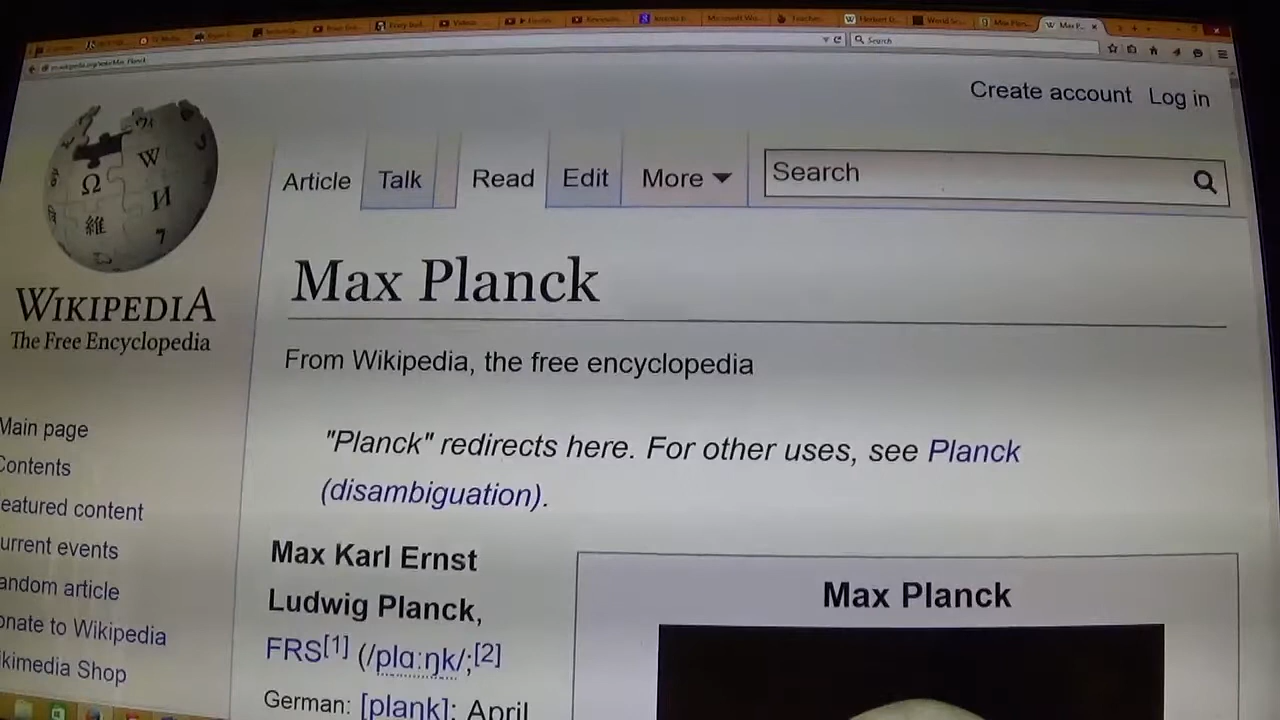 Create account Log in
Article Talk Read Edit More Search
WIKIPEDIA
The Free Encyclopedia
Max Planck
From Wikipedia, the free encyclopedia
"Planck" redirects here. For other uses, see Planck
(disambiguation).
Main page
Contents
eatured content
urrent events
andom article
onate to Wikipedia
kimedia Shop
Max Karl Ernst
Ludwig Planck,
FRS[1] (/plɑːŋk/;[2]
German: [plaŋk]; April
Max Planck
Search